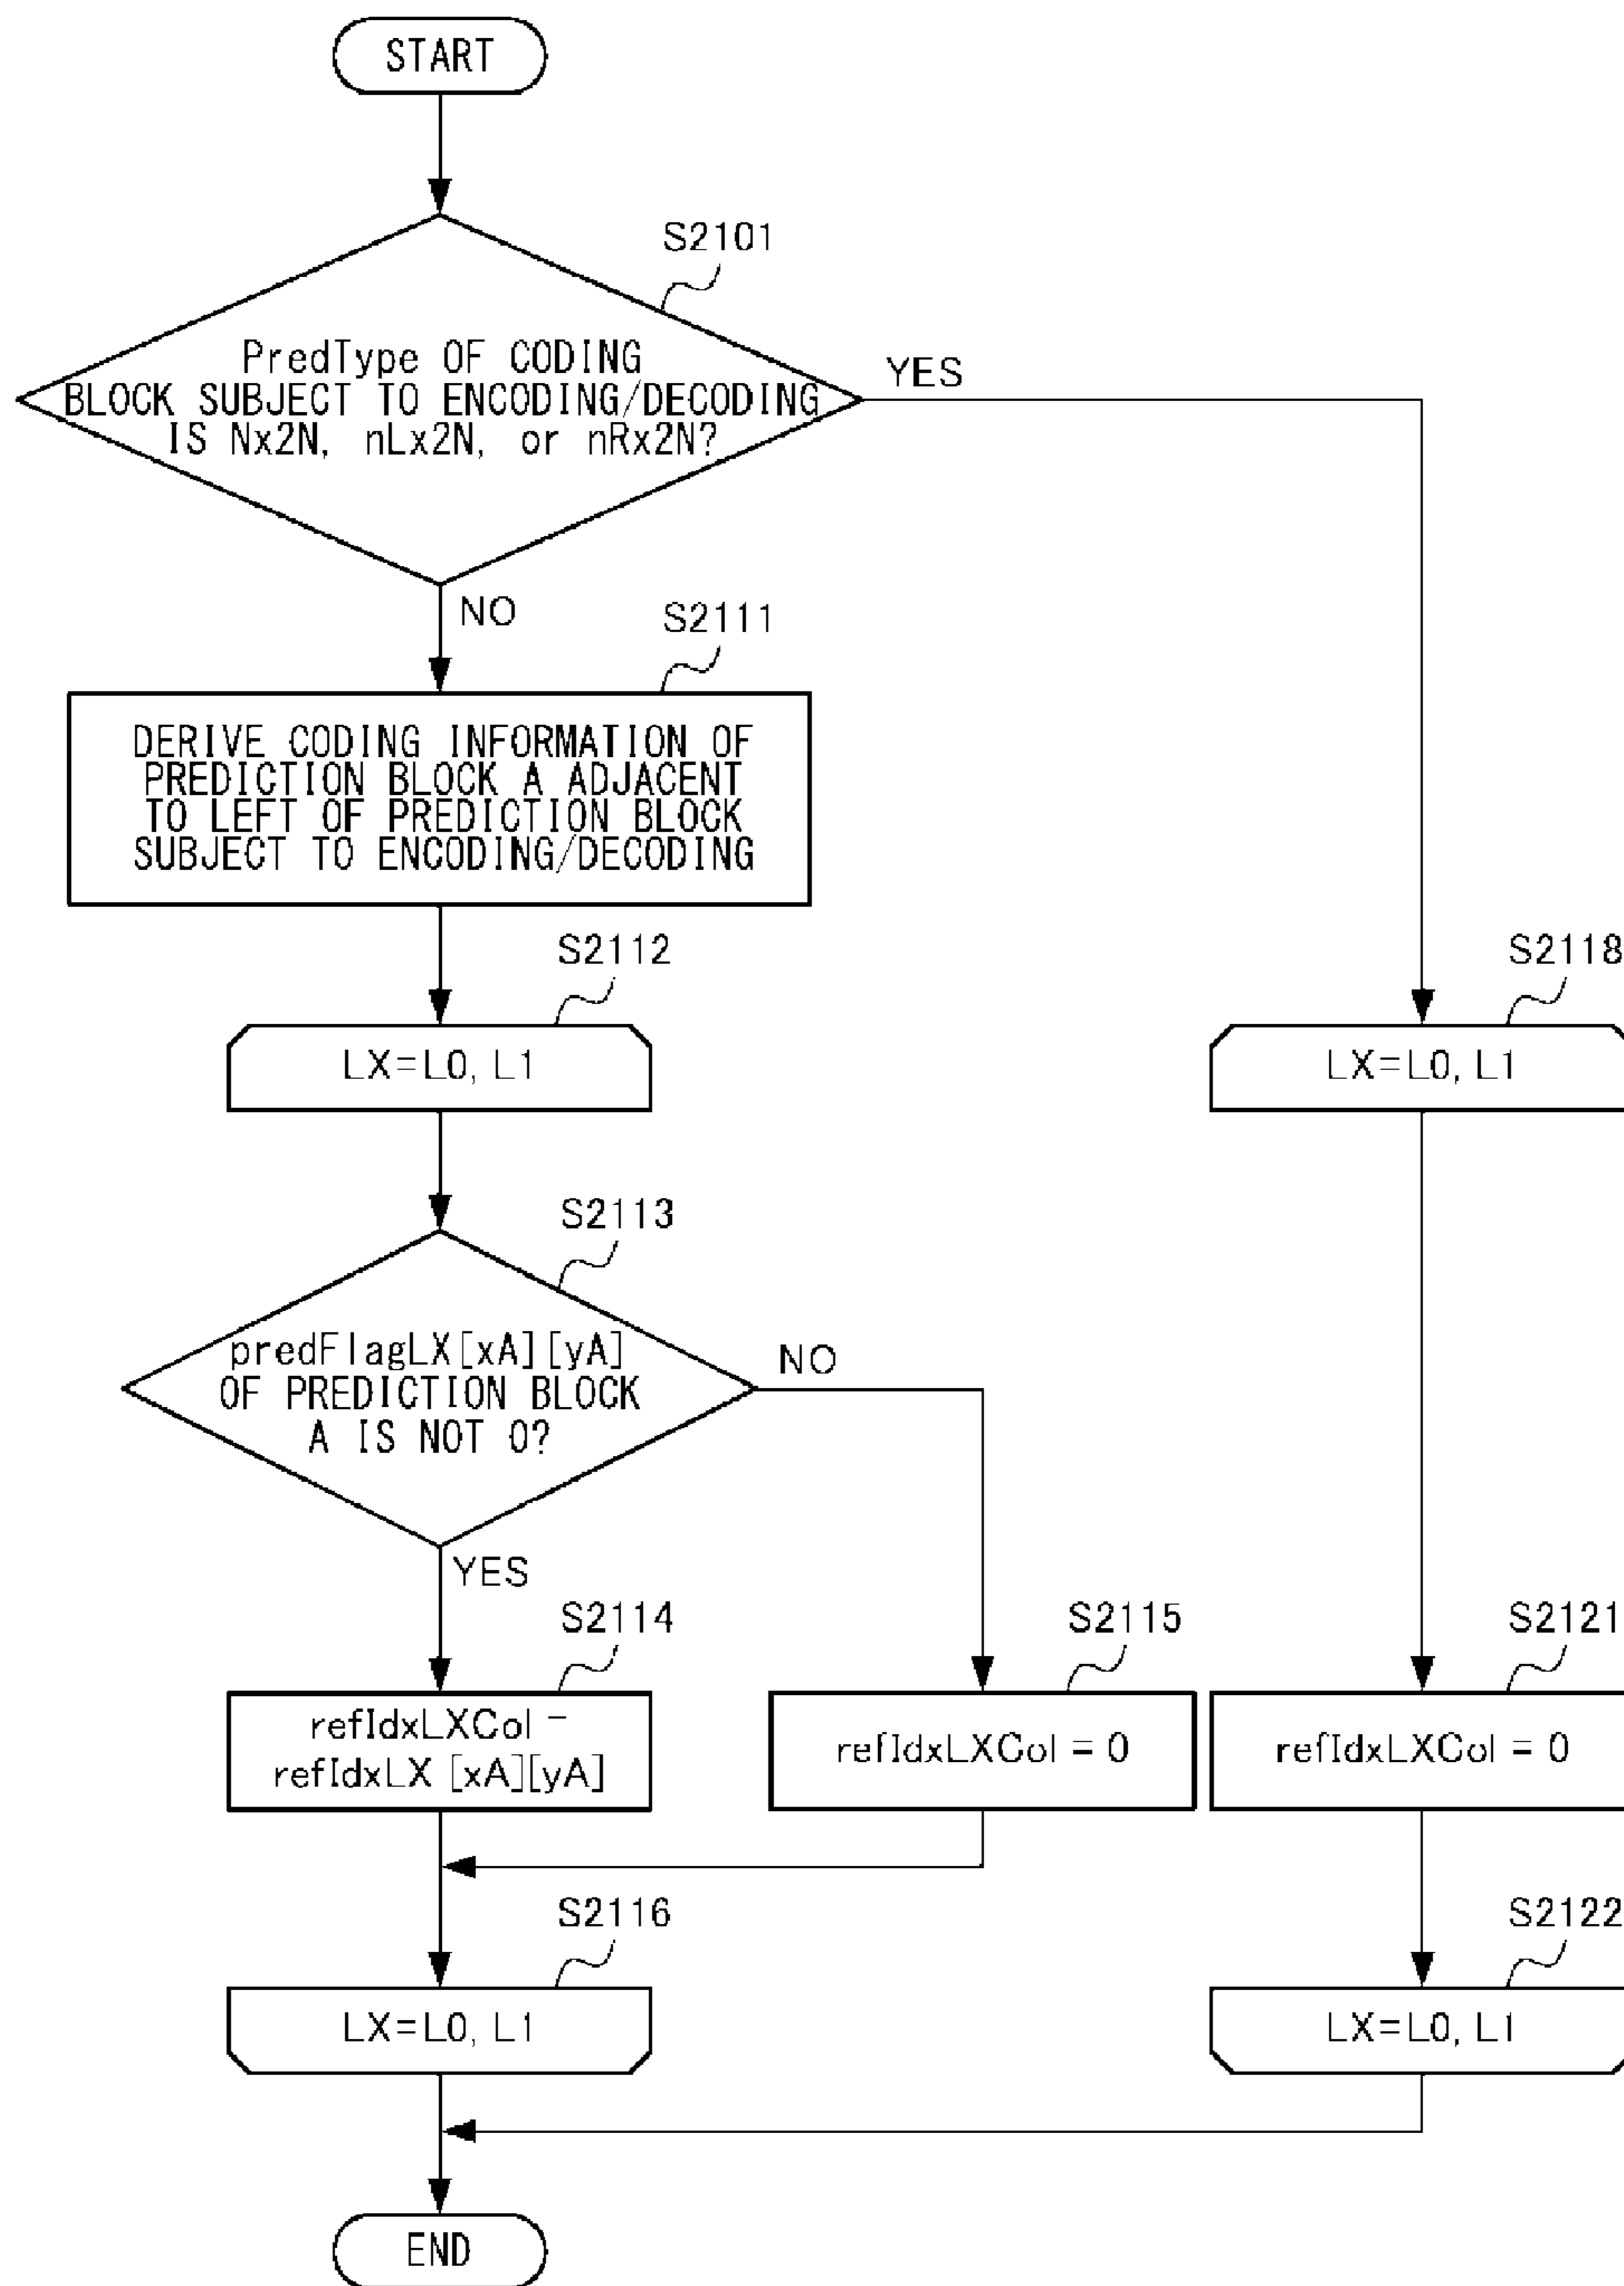 START
S2101
PredType OF CODING
BLOCK SUBJECT TO ENCODING/DECODING
IS Nx2N, nLx2N, or nRx2N?
YES
NO
S2111
DERIVE CODING INFORMATION OF
PREDICTION BLOCK A ADJACENT
TO LEFT OF PREDICTION BLOCK
SUBJECT TO ENCODING/DECODING
S2112
LX=L0, L1
S2118
LX=L0, L1
S2113
predFlagLX[xA][yA]
OF PREDICTION BLOCK
A IS NOT 0?
NO
YES
S2114
refIdxLXCol =
refIdxLX [xA][yA]
S2115
refIdxLXCol = 0
S2121
refIdxLXCol = 0
S2116
LX=L0, L1
S2122
LX=L0, L1
END